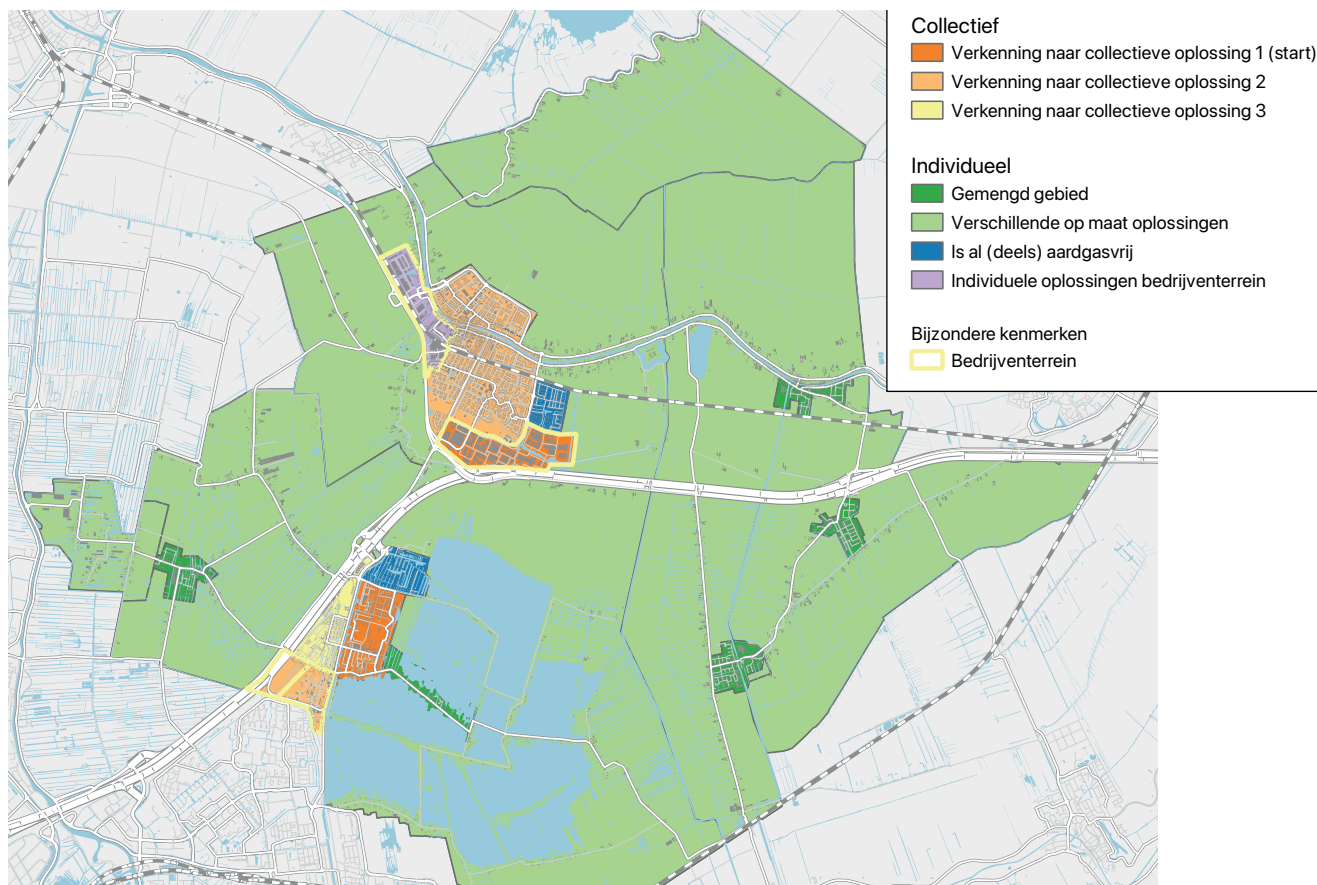 Collectief
Verkenning naar collectieve oplossing 1 (start)
Verkenning naar collectieve oplossing 2
Verkenning naar collectieve oplossing 3
Individueel
Gemengd gebied
Verschillende op maat oplossingen
Is al (deels) aardgasvrij
Individuele oplossingen bedrijventerrein
Bijzondere kenmerken
Bedrijventerrein